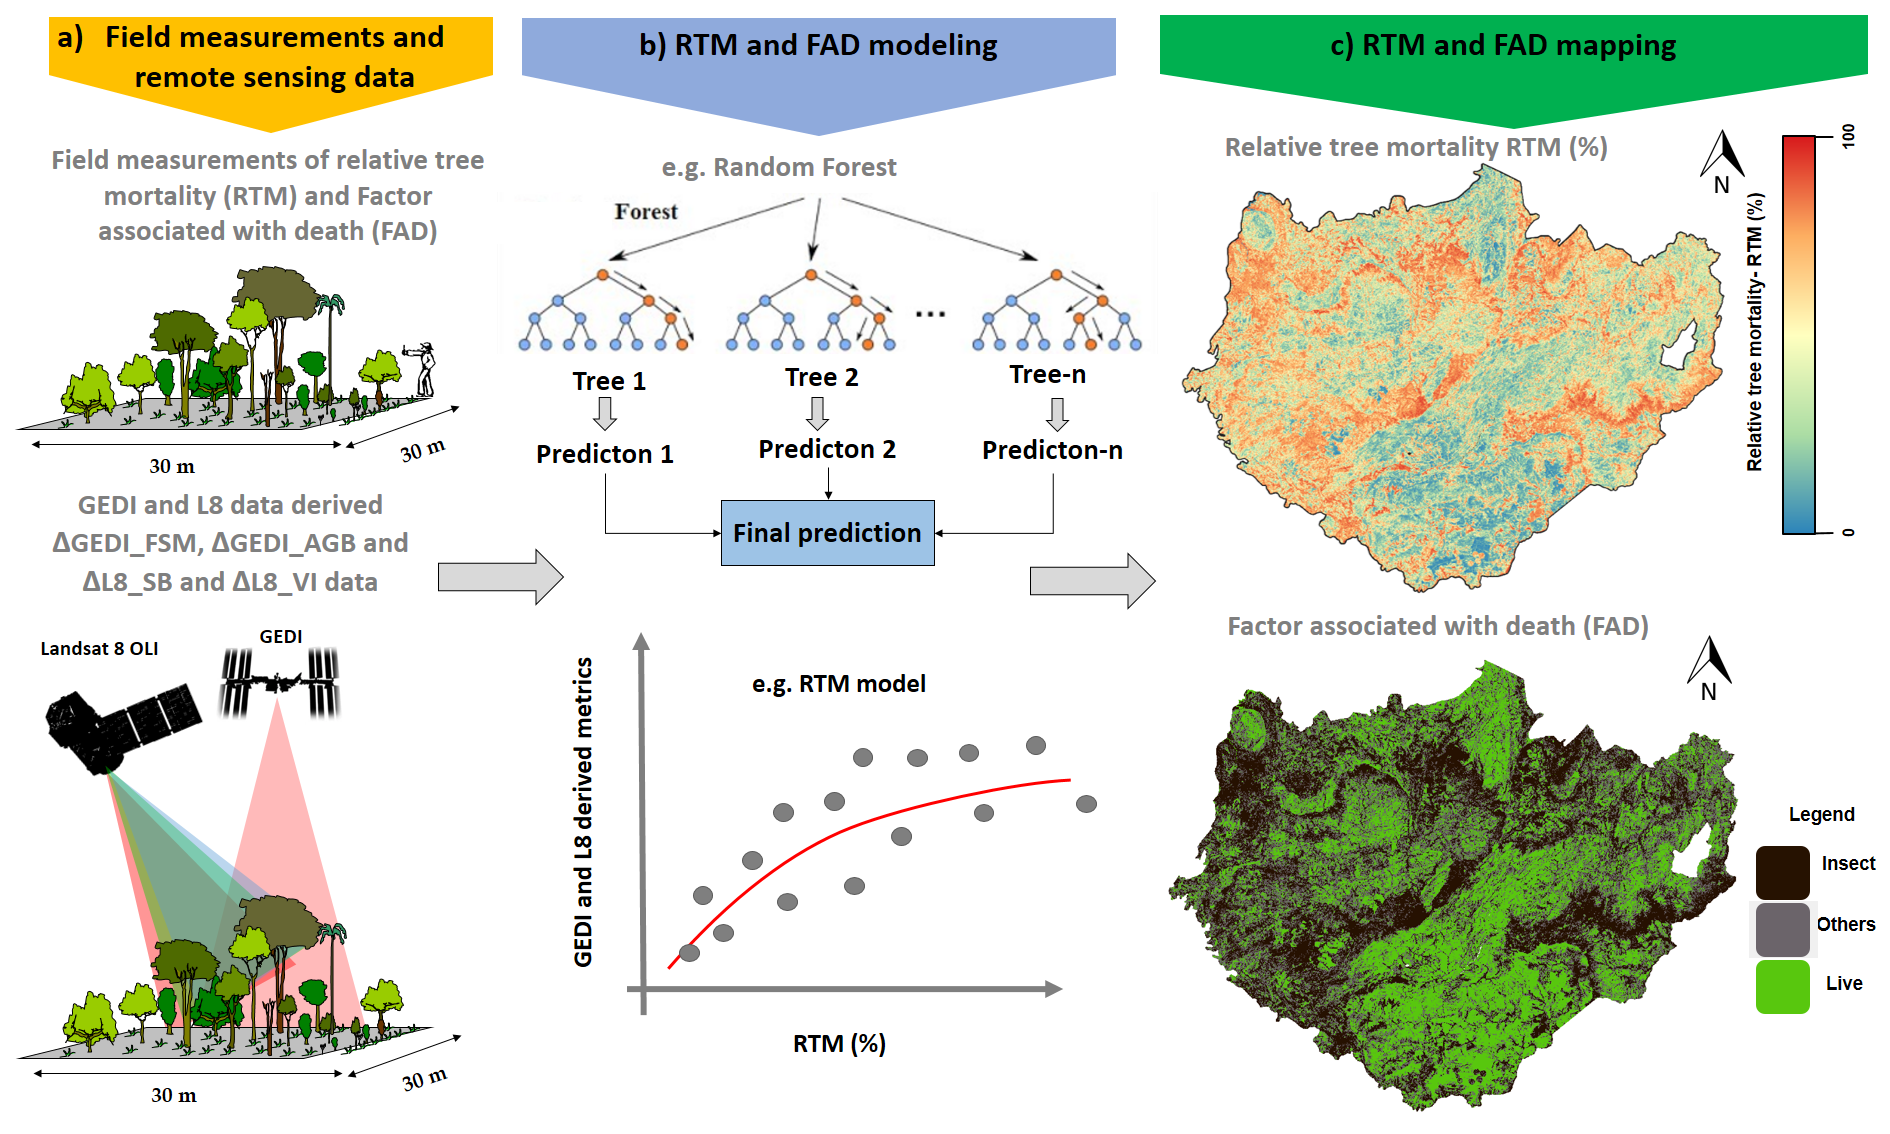 a) Field measurements and
remote sensing data
Field measurements of relative tree
mortality (RTM) and Factor
associated with death (FAD)
30 m
30 m
GEDI and L8 data derived
ΔGEDI_FSM, ΔGEDI_AGB and
ΔL8_SB and ΔL8_VI data
Landsat 8 OLI
GEDI
30 m
30 m
b) RTM and FAD modeling
e.g. Random Forest
Forest
...
Tree 1
Tree 2
Tree-n
Predicton 1
Predicton 2
Predicton-n
Final prediction
e.g. RTM model
GEDI and L8 derived metrics
RTM (%)
c) RTM and FAD mapping
Relative tree mortality RTM (%)
N
100
Relative tree mortality- RTM (%)
0
Factor associated with death (FAD)
N
Legend
Insect
Others
Live